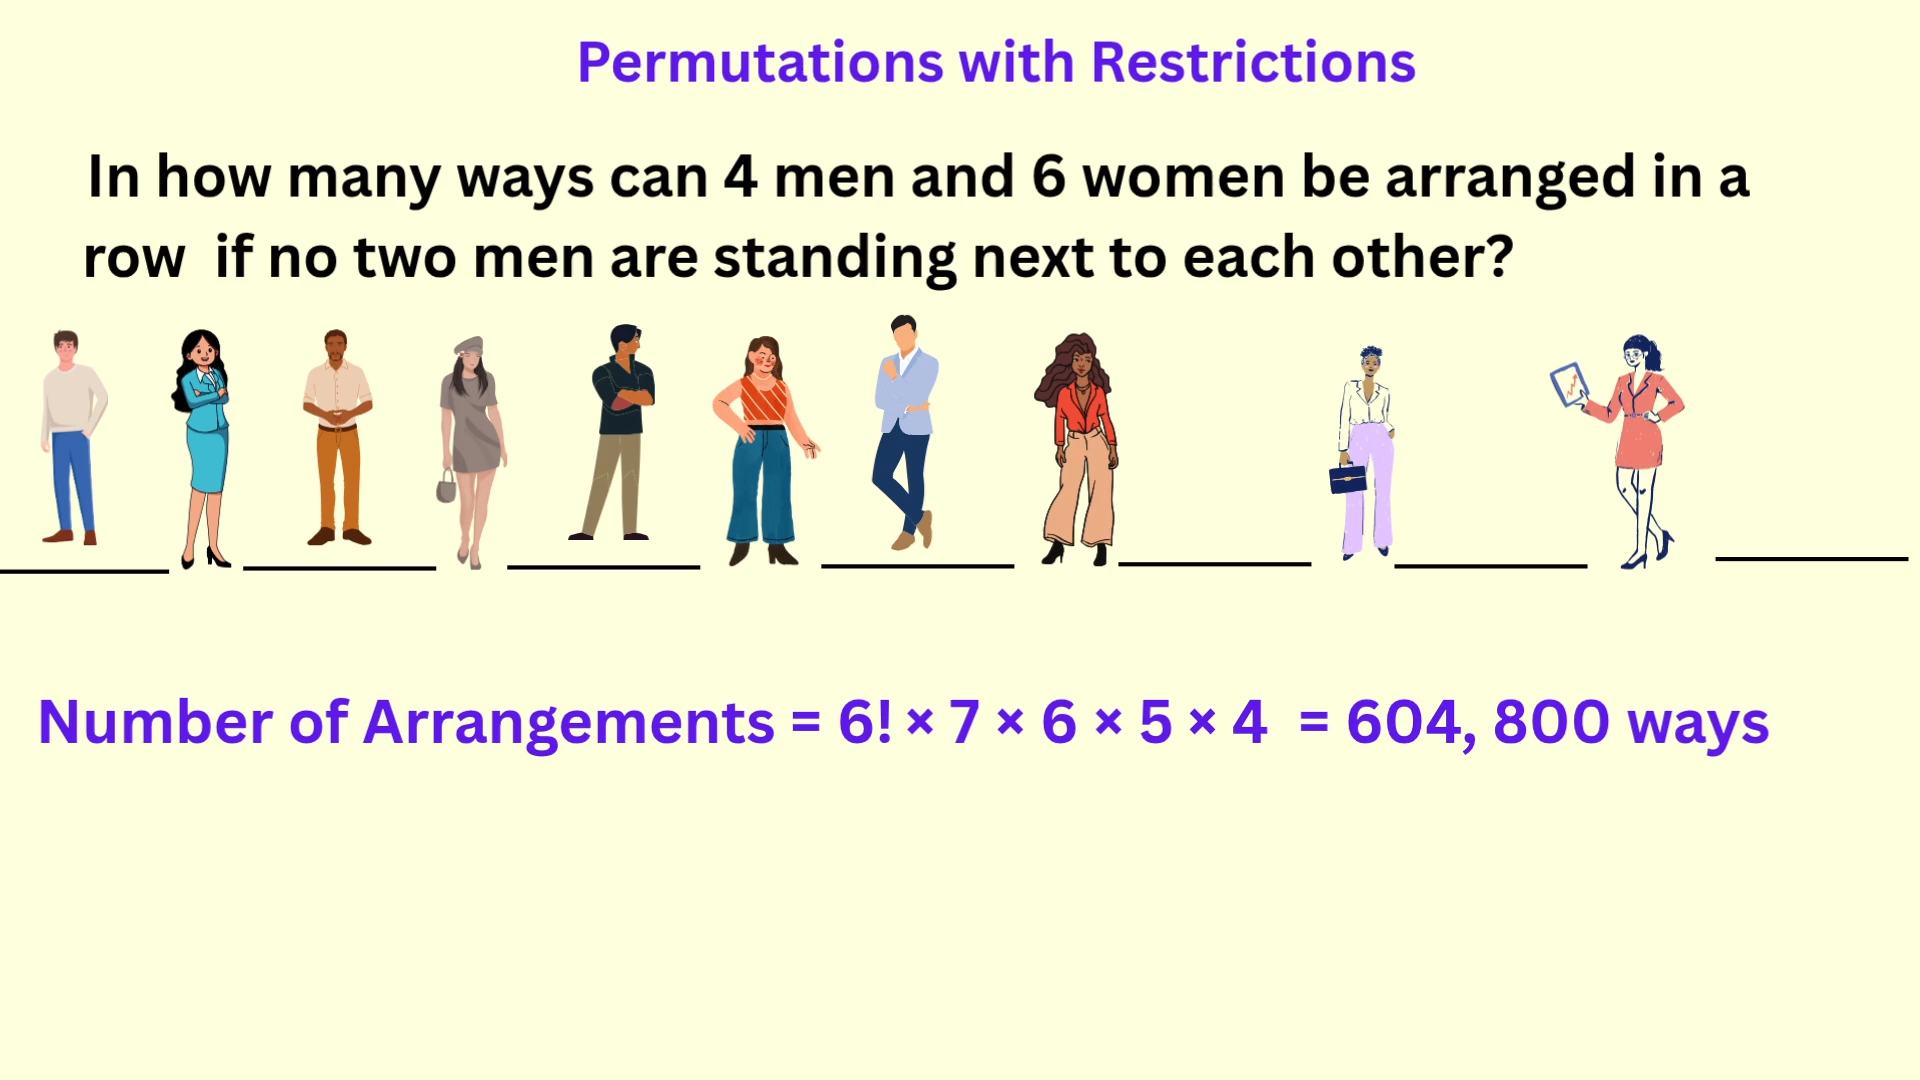 Permutations with Restrictions
In how many ways can 4 men and 6 women be arranged in a
row  if no two men are standing next to each other?
Number of Arrangements = 6! × 7 × 6 × 5 × 4  = 604, 800 ways